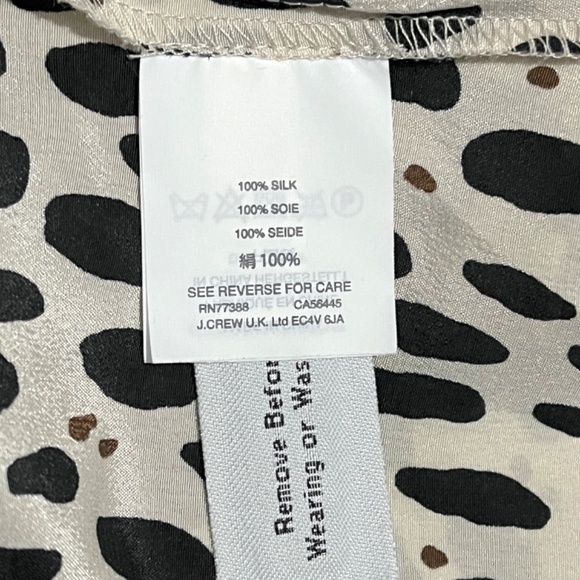 100% SILK
100% SOIE
100% SEIDE
絹 100%
SEE REVERSE FOR CARE
RN77388 CA56445
J.CREW U.K. Ltd EC4V 6JA
Remove Befor
Wearing or Was